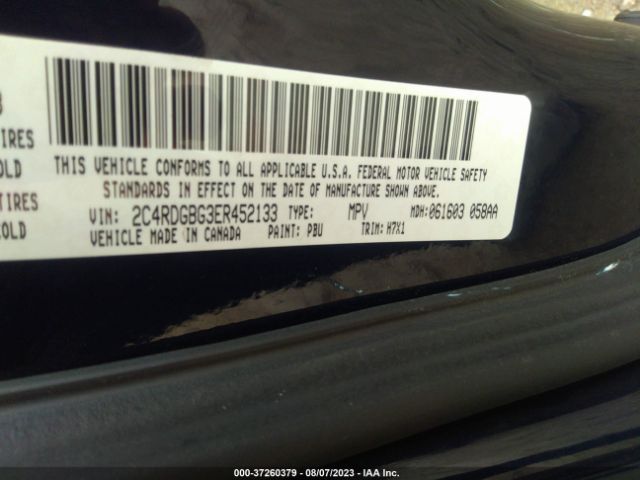 IRES
OLD
THIS VEHICLE CONFORMS TO ALL APPLICABLE U.S.A. FEDERAL MOTOR VEHICLE SAFETY
TIRES
STANDARDS IN EFFECT ON THE DATE OF MANUFACTURE SHOWN ABOVE.
COLD
VIN: 2C4RDGBG3ER452133 TYPE: MPV MDH: 061603 058AA
VEHICLE MADE IN CANADA PAINT: PBU TRIM: H7X1
000-37260379 - 08/07/2023 - IAA Inc.